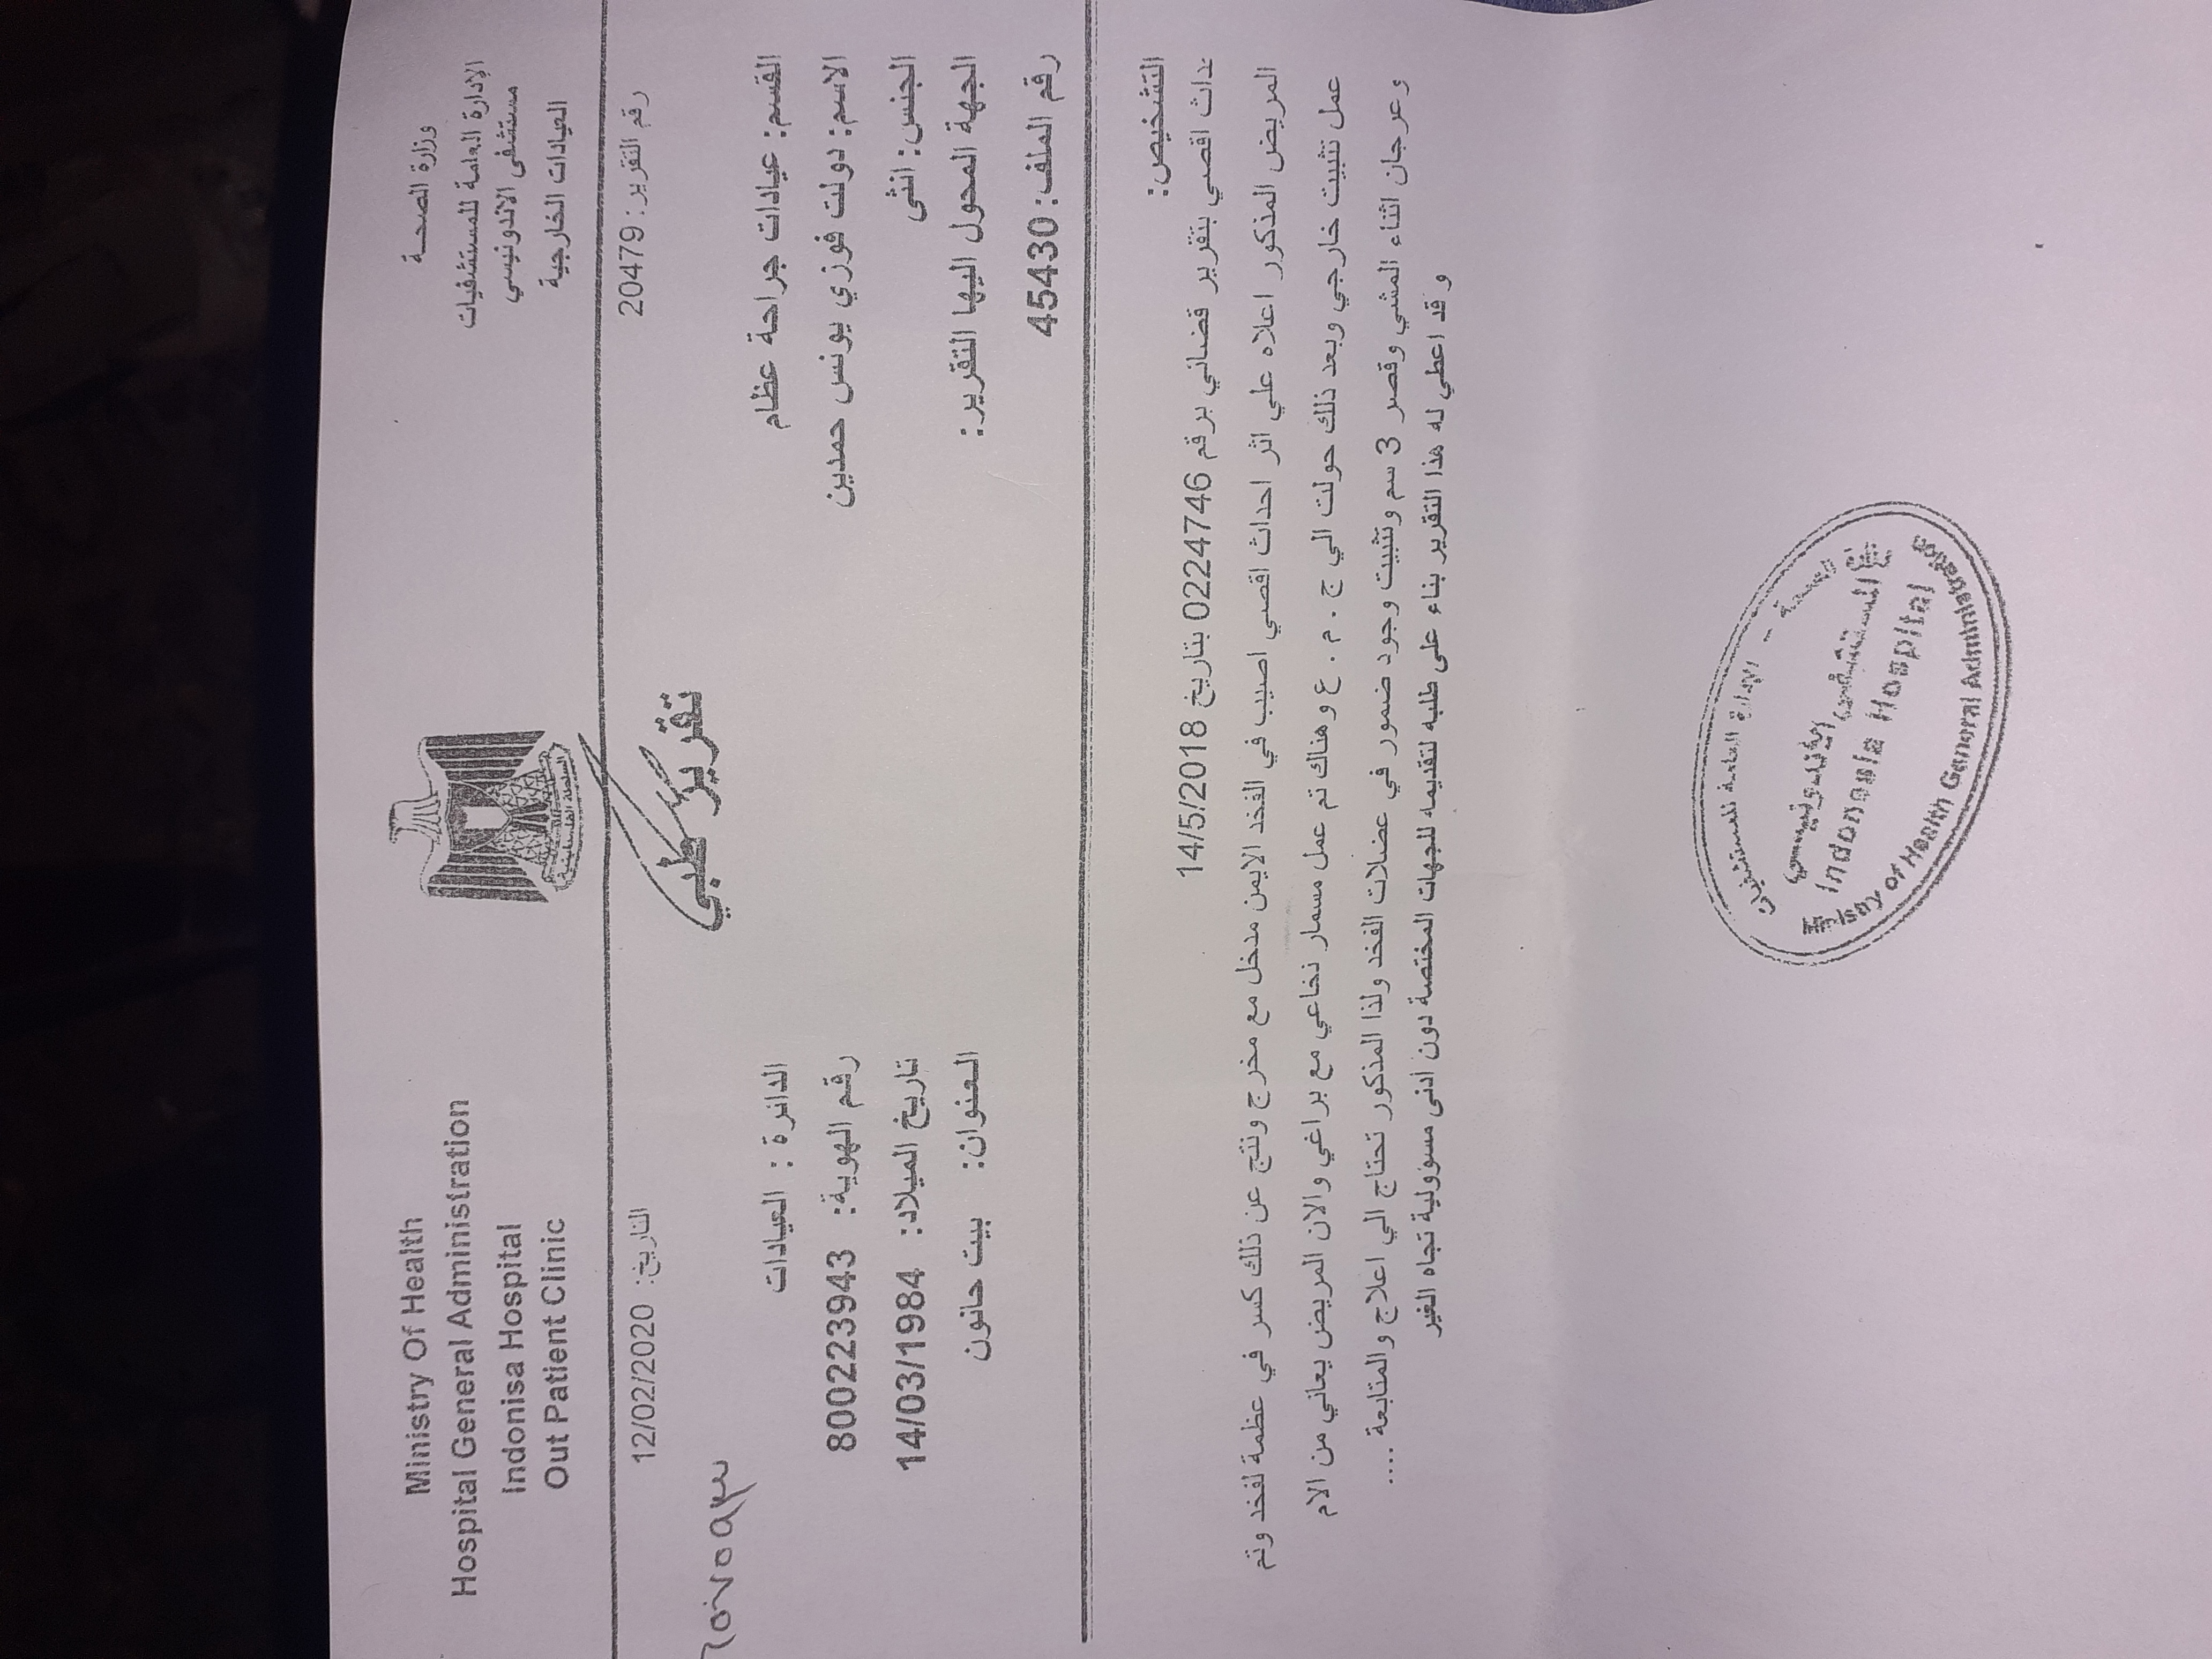 Ministry Of Health
Hospital General Administration
Indonisa Hospital
Out Patient Clinic
وزارة الصحة
الإدارة العامة للمستشفيات
مستشفى الاندونيسي
العيادات الخارجية
السلطة الفلسطينية
رقم التقرير: 20479
التاريخ: 12/02/2020
تقرير طبي
القسم: عيادات جراحة عظام
الدائرة : العيادات
الاسم: دولت فوزي يونس حمدين
رقم الهوية: 800223943
الجنس: انثى
تاريخ الميلاد: 14/03/1984
الجهة المحول اليها التقرير:
العنوان: بيت حانون
رقم الملف: 45430
التشخيص:
داث اقصي بتقرير قضائي برقم 0224746 بتاريخ 14/5/2018
المريض المذكور اعلاه علي اثر احداث اقصي اصيب في الفخد الايمن مدخل مع مخرج ونتج عن ذلك كسر في عظمة لفخد وتم
عمل تثبيت خارجي وبعد ذلك حولت الي ج . م . ع وهناك تم عمل مسمار نخاعي مع براغي والان المريض يعاني من الام
وعرجان اثناء المشي وقصر 3 سم وتثبيت وجود ضمور في عضلات الفخد ولذا المذكور تحتاج الي اعلاج والمتابعة ....
و قد اعطي له هذا التقرير بناء على طلبه لتقديمه للجهات المختصة دون أدنى مسؤولية تجاه الغير
وزارة الصحة – الإدارة العامة للمستشفيات
المستشفى الأندونيسي
Indonesia Hospital
Ministry of Health General Administration